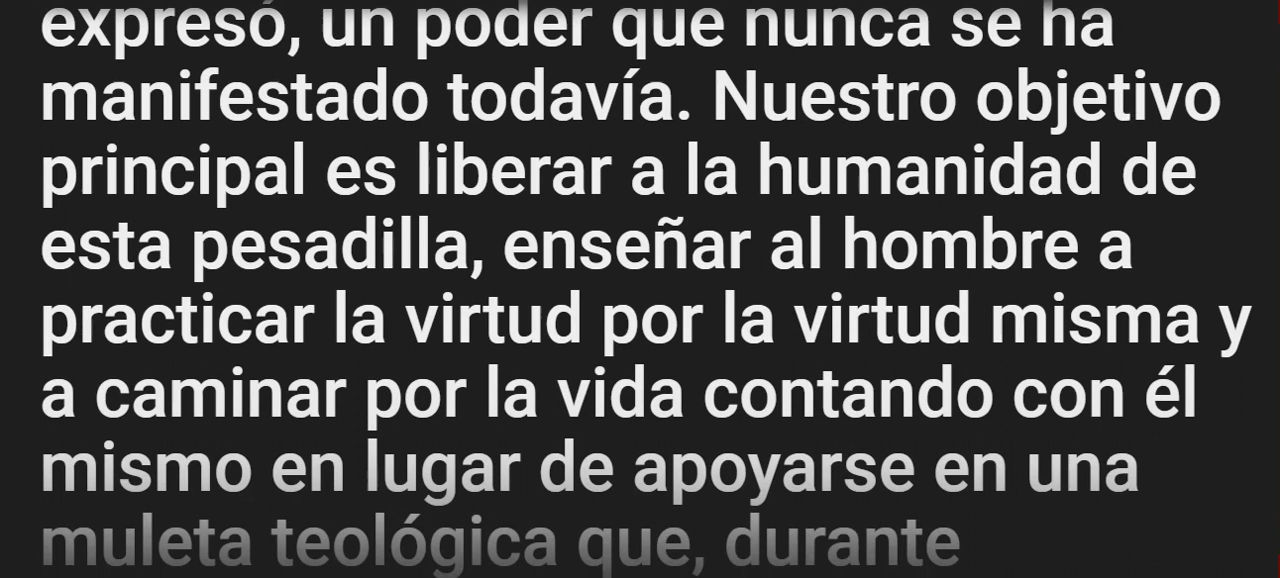 expresó, un poder que nunca se ha
manifestado todavía. Nuestro objetivo
principal es liberar a la humanidad de
esta pesadilla, enseñar al hombre a
practicar la virtud por la virtud misma y
a caminar por la vida contando con él
mismo en lugar de apoyarse en una
muleta teológica que, durante